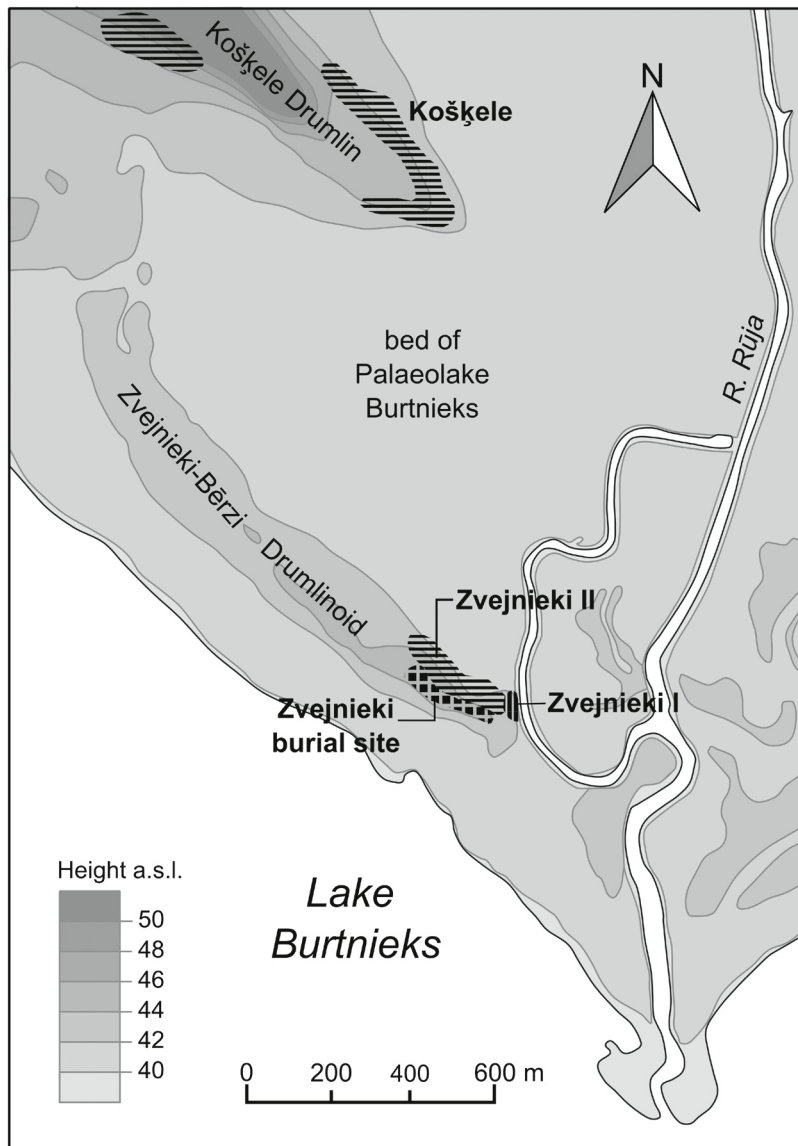 Košķele Drumlin
Košķele
N
bed of
Palaeolake
Burtnieks
R. Rūja
Zvejnieki-Bērzi
Drumlinoid
Zvejnieki II
Zvejnieki I
Zvejnieki
burial site
Height a.s.l.
50
48
46
44
42
40
Lake
Burtnieks
0 200 400 600 m